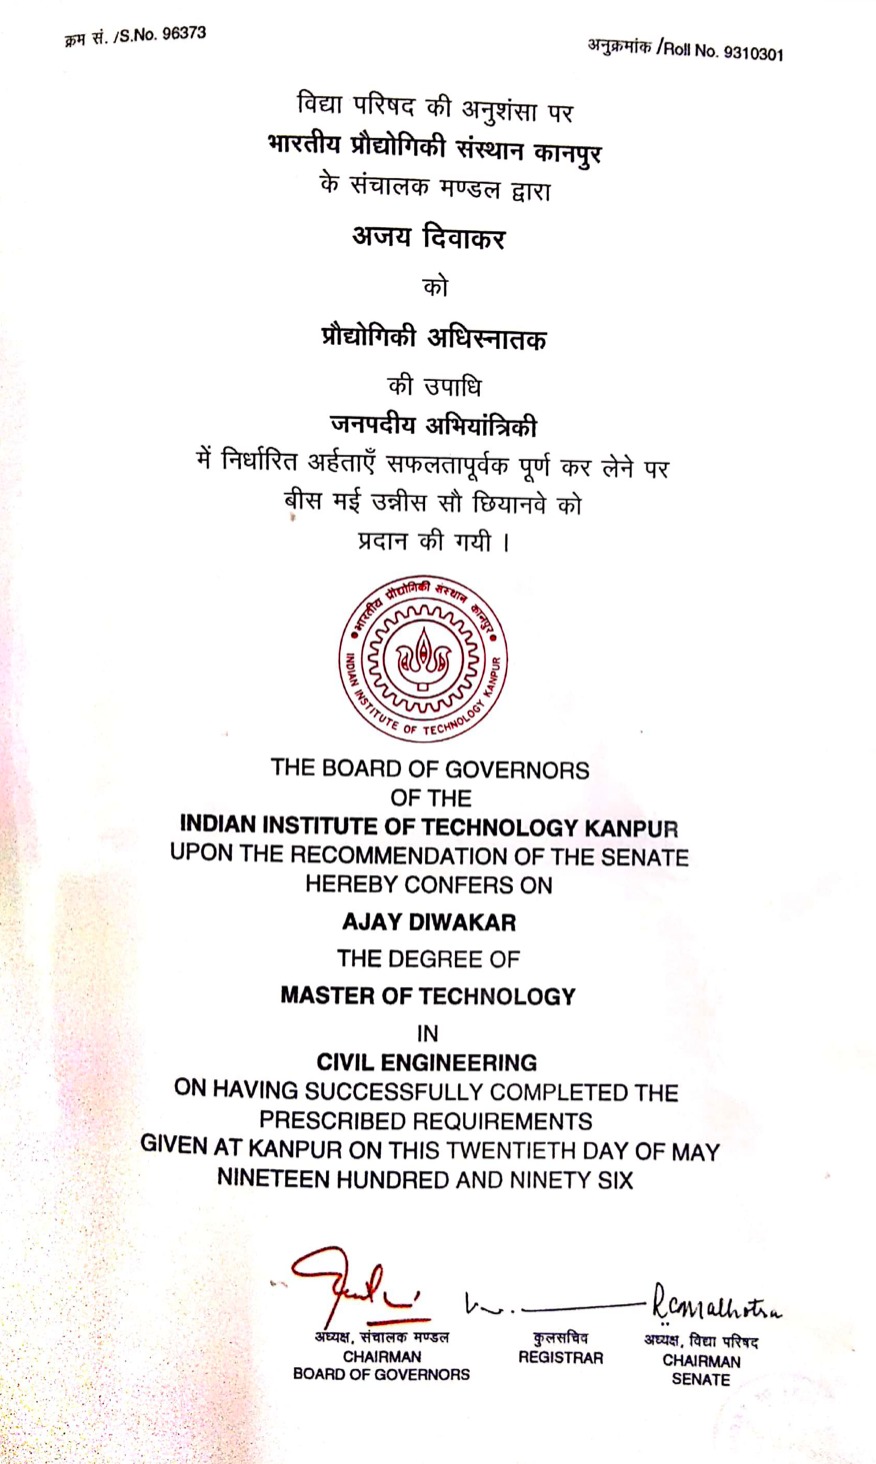 क्रम सं. /S.No. 96373
अनुक्रमांक /Roll No. 9310301
विद्या परिषद की अनुशंसा पर
भारतीय प्रौद्योगिकी संस्थान कानपुर
के संचालक मण्डल द्वारा
अजय दिवाकर
को
प्रौद्योगिकी अधिस्नातक
की उपाधि
जनपदीय अभियांत्रिकी
में निर्धारित अर्हताएँ सफलतापूर्वक पूर्ण कर लेने पर
बीस मई उन्नीस सौ छियानवे को
प्रदान की गयी ।
भारतीय प्रौद्योगिकी संस्थान कानपुर
INDIAN INSTITUTE OF TECHNOLOGY KANPUR
THE BOARD OF GOVERNORS
OF THE
INDIAN INSTITUTE OF TECHNOLOGY KANPUR
UPON THE RECOMMENDATION OF THE SENATE
HEREBY CONFERS ON
AJAY DIWAKAR
THE DEGREE OF
MASTER OF TECHNOLOGY
IN
CIVIL ENGINEERING
ON HAVING SUCCESSFULLY COMPLETED THE
PRESCRIBED REQUIREMENTS
GIVEN AT KANPUR ON THIS TWENTIETH DAY OF MAY
NINETEEN HUNDRED AND NINETY SIX
RCMalhotra
अध्यक्ष, संचालक मण्डल
CHAIRMAN
BOARD OF GOVERNORS
कुलसचिव
REGISTRAR
अध्यक्ष, विद्या परिषद
CHAIRMAN
SENATE